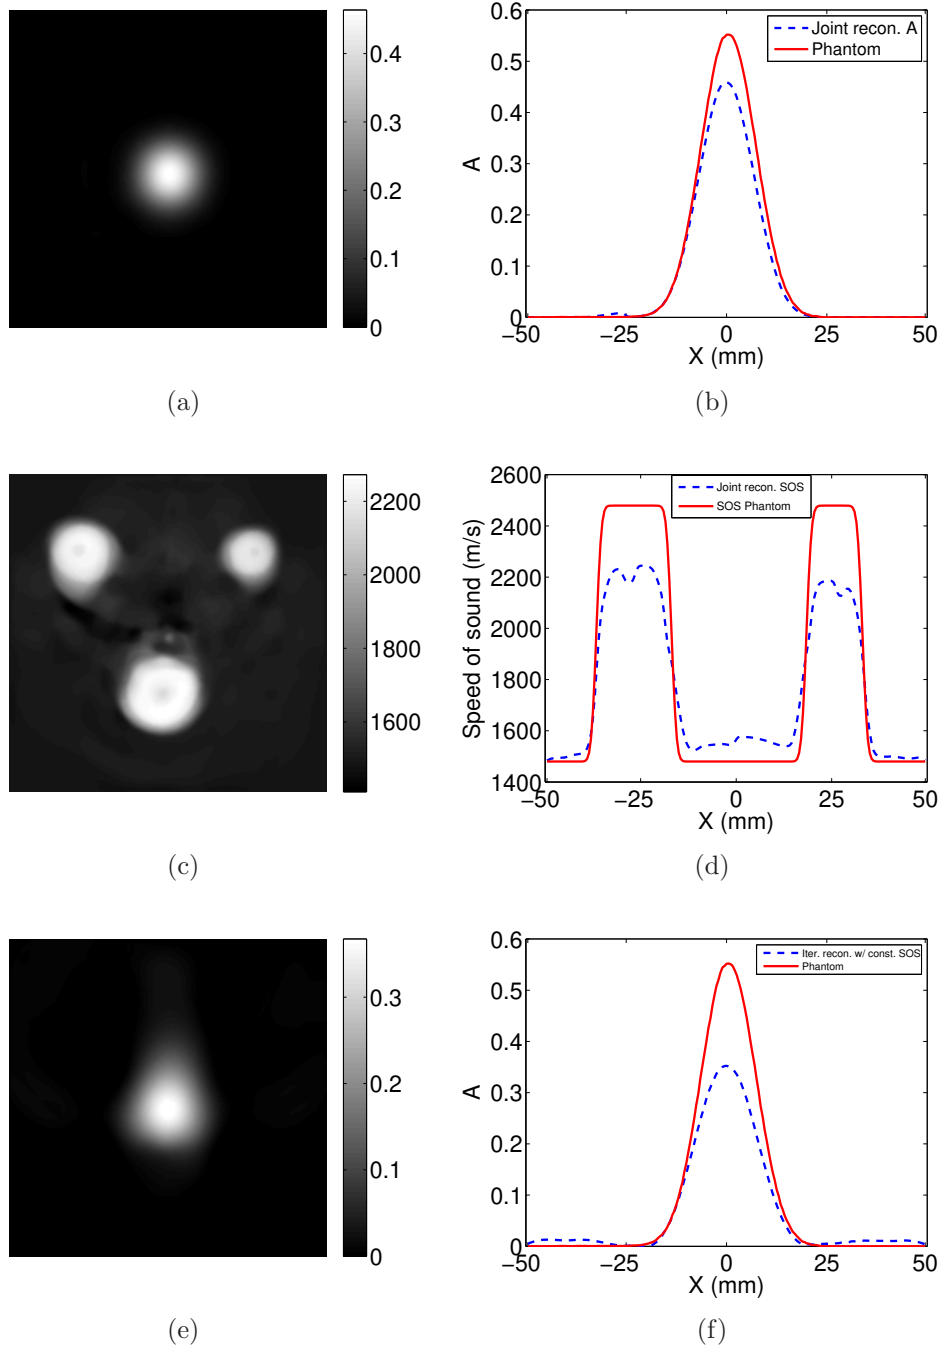 0.4
0.3
0.2
0.1
0
0.6
0.5
0.4
0.3
0.2
0.1
0
A
−50
−25
0
25
50
X (mm)
Joint recon. A
Phantom
(a)
(b)
2200
2000
1800
1600
2600
2400
2200
2000
1800
1600
1400
Speed of sound (m/s)
−50
−25
0
25
50
X (mm)
Joint recon. SOS
SOS Phantom
(c)
(d)
0.3
0.2
0.1
0
0.6
0.5
0.4
0.3
0.2
0.1
0
A
−50
−25
0
25
50
X (mm)
Iter. recon. w/ const. SOS
Phantom
(e)
(f)